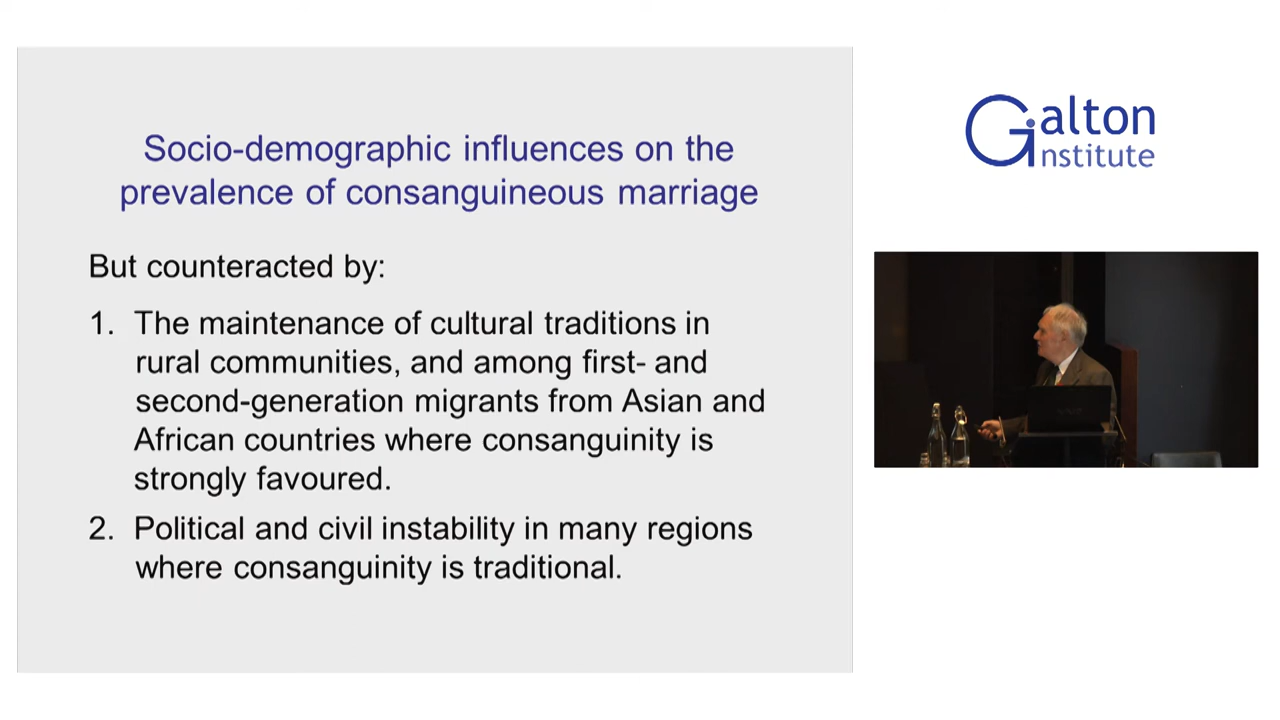 Socio-demographic influences on the
prevalence of consanguineous marriage
But counteracted by:
1. The maintenance of cultural traditions in
rural communities, and among first- and
second-generation migrants from Asian and
African countries where consanguinity is
strongly favoured.
2. Political and civil instability in many regions
where consanguinity is traditional.
Galton
institute